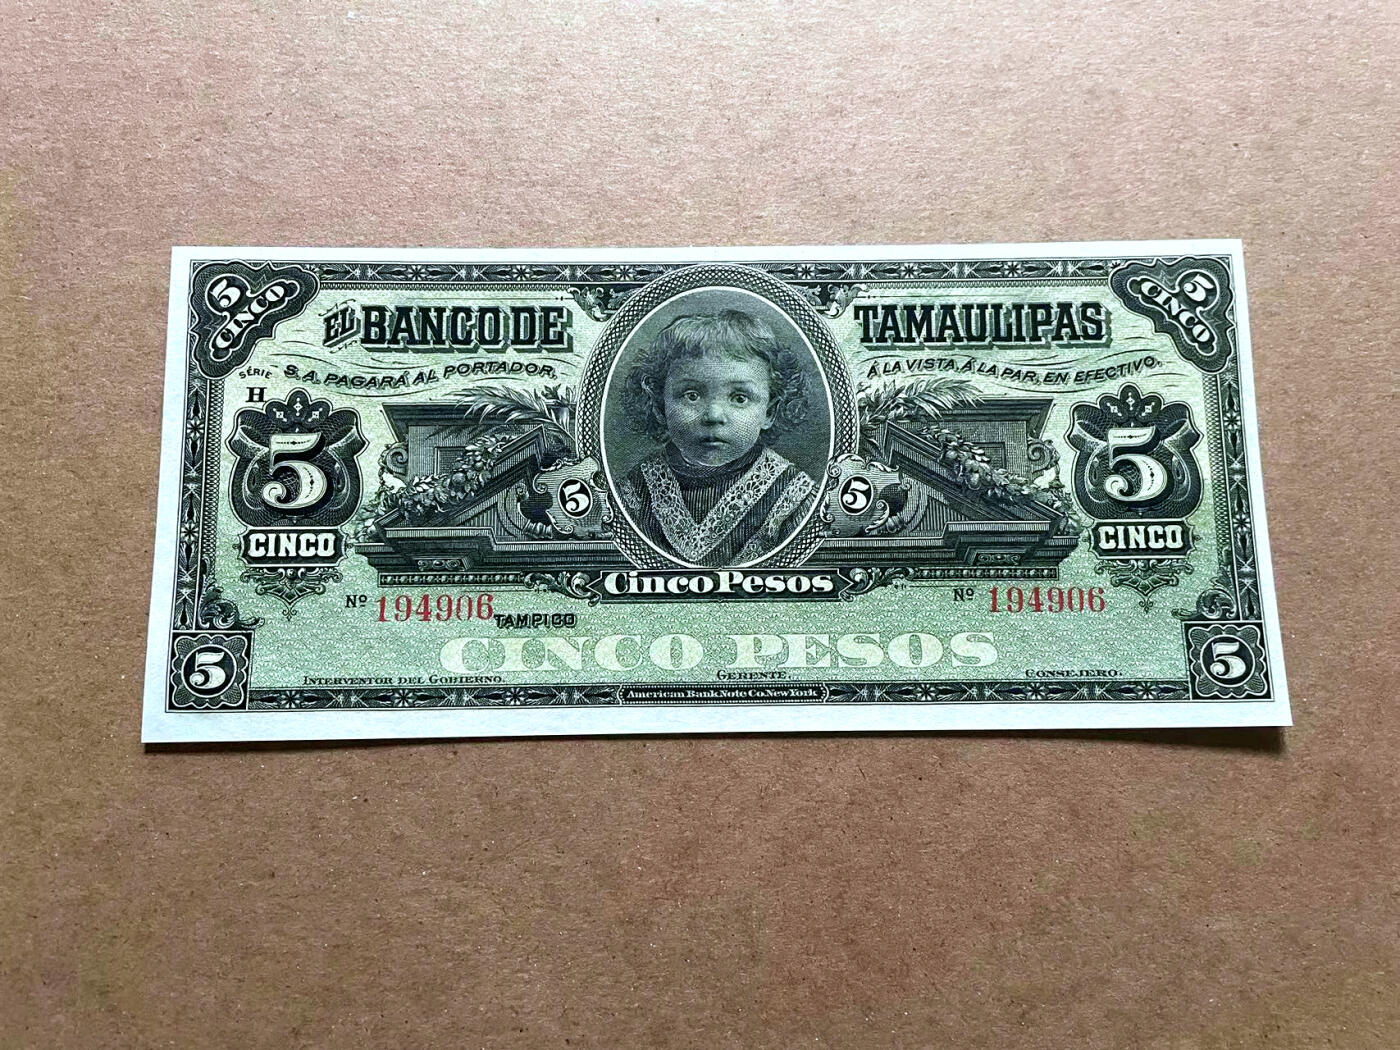 5 CINCO
EL BANCO DE TAMAULIPAS
5 CINCO
SÉRIE H
S.A. PAGARÁ AL PORTADOR, Á LA VISTA, Á LA PAR, EN EFECTIVO.
5 CINCO
5
5
5 CINCO
Cinco Pesos
Nº 194906
TAMPICO
Nº 194906
CINCO PESOS
5
5
INTERVENTOR DEL GOBIERNO.
GERENTE.
CONSEJERO.
American Bank Note Co. New York